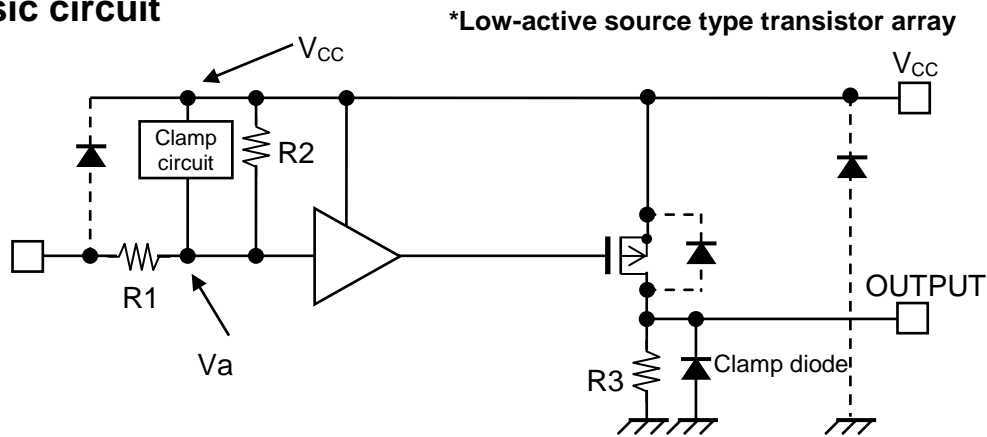 sic circuit
*Low-active source type transistor array
VCC
VCC
Clamp
circuit
R2
R1
OUTPUT
Va
R3
Clamp diode